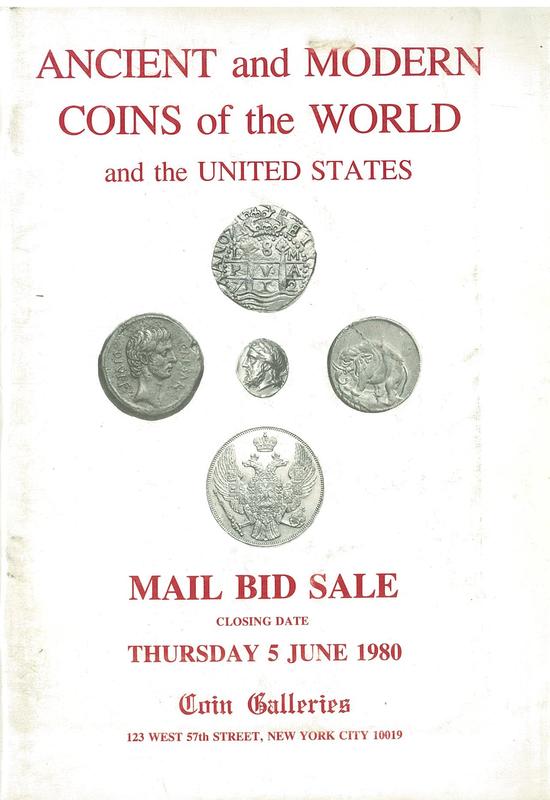 ANCIENT and MODERN
COINS of the WORLD
and the UNITED STATES
L 8 M
P V A
MAIL BID SALE
CLOSING DATE
THURSDAY 5 JUNE 1980
Coin Galleries
123 WEST 57th STREET, NEW YORK CITY 10019